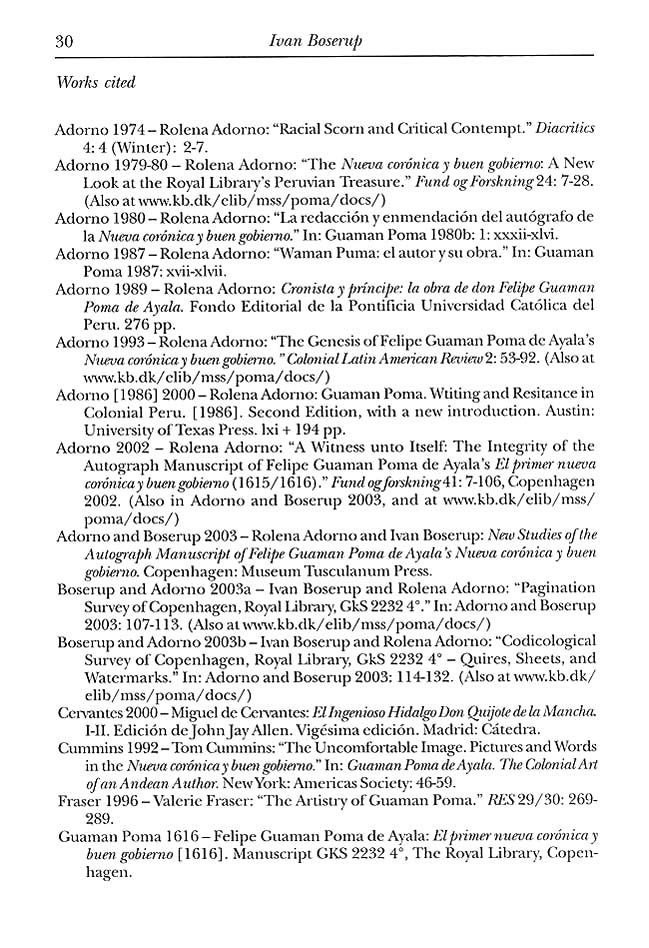 30 Ivan Boserup
Works cited
Adorno 1974 – Rolena Adorno: “Racial Scorn and Critical Contempt.” Diacritics
4: 4 (Winter): 2-7.
Adorno 1979-80 – Rolena Adorno: “The Nueva corónica y buen gobierno: A New
Look at the Royal Library’s Peruvian Treasure.” Fund og Forskning 24: 7-28.
(Also at www.kb.dk/elib/mss/poma/docs/)
Adorno 1980 – Rolena Adorno: “La redacción y enmendación del autógrafo de
la Nueva corónica y buen gobierno.” In: Guaman Poma 1980b: 1: xxxii-xlvi.
Adorno 1987 – Rolena Adorno: “Waman Puma: el autor y su obra.” In: Guaman
Poma 1987: xvii-xlvii.
Adorno 1989 – Rolena Adorno: Cronista y príncipe: la obra de don Felipe Guaman
Poma de Ayala. Fondo Editorial de la Pontificia Universidad Católica del
Peru. 276 pp.
Adorno 1993 – Rolena Adorno: “The Genesis of Felipe Guaman Poma de Ayala’s
Nueva corónica y buen gobierno. ” Colonial Latin American Review 2: 53-92. (Also at
www.kb.dk/elib/mss/poma/docs/)
Adorno [1986] 2000 – Rolena Adorno: Guaman Poma. Wtiting and Resitance in
Colonial Peru. [1986]. Second Edition, with a new introduction. Austin:
University of Texas Press. lxi + 194 pp.
Adorno 2002 – Rolena Adorno: “A Witness unto Itself: The Integrity of the
Autograph Manuscript of Felipe Guaman Poma de Ayala’s El primer nueva
corónica y buen gobierno (1615/1616).” Fund og forskning 41: 7-106, Copenhagen
2002. (Also in Adorno and Boserup 2003, and at www.kb.dk/elib/mss/
poma/docs/)
Adorno and Boserup 2003 – Rolena Adorno and Ivan Boserup: New Studies of the
Autograph Manuscript of Felipe Guaman Poma de Ayala’s Nueva corónica y buen
gobierno. Copenhagen: Museum Tusculanum Press.
Boserup and Adorno 2003a – Ivan Boserup and Rolena Adorno: “Pagination
Survey of Copenhagen, Royal Library, GkS 2232 4°.” In: Adorno and Boserup
2003: 107-113. (Also at www.kb.dk/elib/mss/poma/docs/)
Boserup and Adorno 2003b – Ivan Boserup and Rolena Adorno: “Codicological
Survey of Copenhagen, Royal Library, GkS 2232 4° – Quires, Sheets, and
Watermarks.” In: Adorno and Boserup 2003: 114-132. (Also at www.kb.dk/
elib/mss/poma/docs/)
Cervantes 2000 – Miguel de Cervantes: El Ingenioso Hidalgo Don Quijote de la Mancha.
I-II. Edición de John Jay Allen. Vigésima edición. Madrid: Cátedra.
Cummins 1992 – Tom Cummins: “The Uncomfortable Image. Pictures and Words
in the Nueva corónica y buen gobierno.” In: Guaman Poma de Ayala. The Colonial Art
of an Andean Author. New York: Americas Society: 46-59.
Fraser 1996 – Valerie Fraser: “The Artistry of Guaman Poma.” RES 29/30: 269-
289.
Guaman Poma 1616 – Felipe Guaman Poma de Ayala: El primer nueva corónica y
buen gobierno [1616]. Manuscript GKS 2232 4°, The Royal Library, Copen-
hagen.